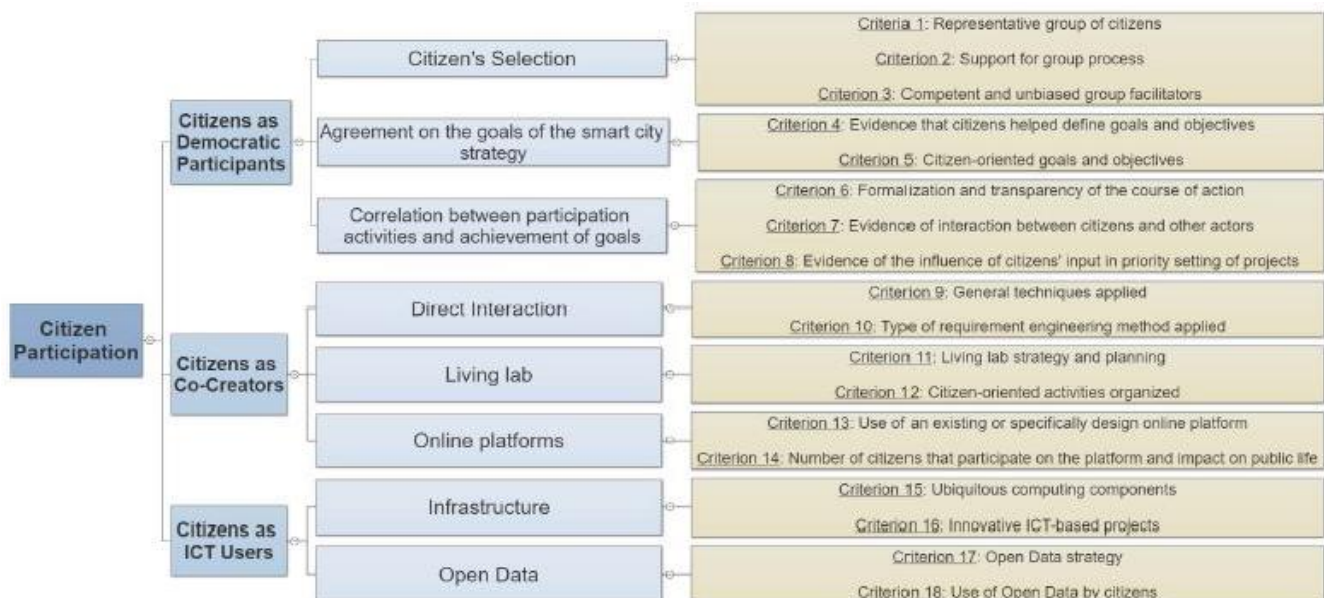 Citizen
Participation
Citizens as
Democratic
Participants
Citizen's Selection
Criteria 1: Representative group of citizens
Criterion 2: Support for group process
Criterion 3: Competent and unbiased group facilitators
Agreement on the goals of the smart city
strategy
Criterion 4: Evidence that citizens helped define goals and objectives
Criterion 5: Citizen-oriented goals and objectives
Correlation between participation
activities and achievement of goals
Criterion 6: Formalization and transparency of the course of action
Criterion 7: Evidence of interaction between citizens and other actors
Criterion 8: Evidence of the influence of citizens' input in priority setting of projects
Citizens as
Co-Creators
Direct Interaction
Criterion 9: General techniques applied
Criterion 10: Type of requirement engineering method applied
Living lab
Criterion 11: Living lab strategy and planning
Criterion 12: Citizen-oriented activities organized
Online platforms
Criterion 13: Use of an existing or specifically design online platform
Criterion 14: Number of citizens that participate on the platform and impact on public life
Citizens as
ICT Users
Infrastructure
Criterion 15: Ubiquitous computing components
Criterion 16: Innovative ICT-based projects
Open Data
Criterion 17: Open Data strategy
Criterion 18: Use of Open Data by citizens